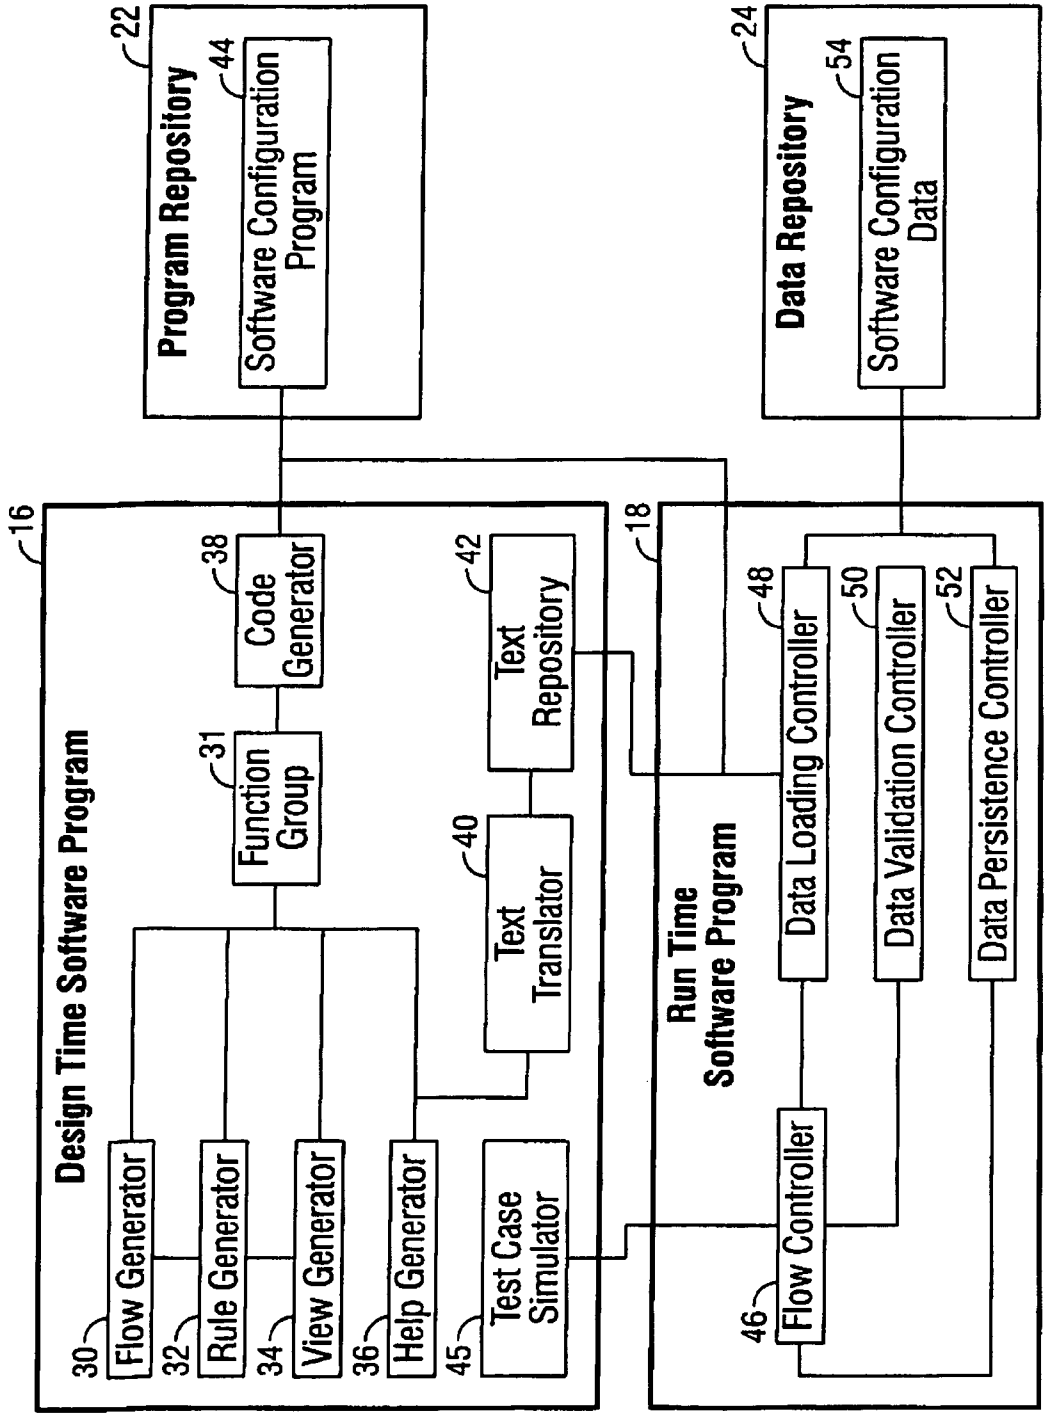 16
Design Time Software Program
30
Flow Generator
32
Rule Generator
34
View Generator
36
Help Generator
45
Test Case
Simulator
31
Function
Group
38
Code
Generator
40
Text
Translator
42
Text
Repository
22
Program Repository
44
Software Configuration
Program
18
Run Time
Software Program
46
Flow Controller
48
Data Loading Controller
50
Data Validation Controller
52
Data Persistence Controller
24
Data Repository
54
Software Configuration
Data